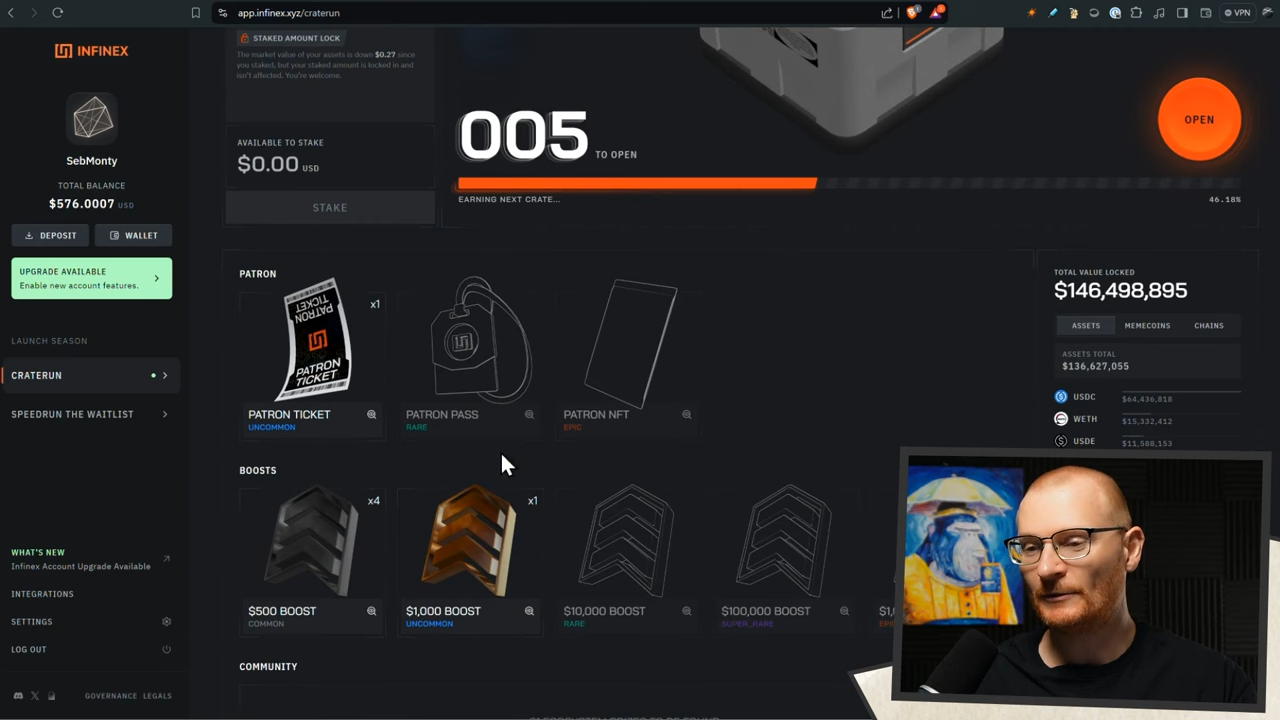 app.infinex.xyz/craterun
VPN
INFINEX
SebMonty
TOTAL BALANCE
$576.0007 USD
DEPOSIT
WALLET
UPGRADE AVAILABLE
Enable new account features.
LAUNCH SEASON
CRATERUN
SPEEDRUN THE WAITLIST
WHAT'S NEW
Infinex Account Upgrade Available
INTEGRATIONS
SETTINGS
LOG OUT
GOVERNANCE LEGALS
STAKED AMOUNT LOCK
The market value of your assets is down $0.27 since
you staked, but your staked amount is locked in and
isn't affected. You're welcome.
AVAILABLE TO STAKE
$0.00 USD
STAKE
005 TO OPEN
OPEN
EARNING NEXT CRATE...
46.18%
PATRON
x1
PATRON TICKET
PATRON TICKET
PATRON TICKET
UNCOMMON
PATRON PASS
RARE
PATRON NFT
EPIC
BOOSTS
x4
$500 BOOST
COMMON
x1
$1,000 BOOST
UNCOMMON
$10,000 BOOST
RARE
$100,000 BOOST
SUPER_RARE
COMMUNITY
TOTAL VALUE LOCKED
$146,498,895
ASSETS
MEMECOINS
CHAINS
ASSETS TOTAL
$136,627,055
USDC $64,436,818
WETH $15,332,412
USDE $11,588,153